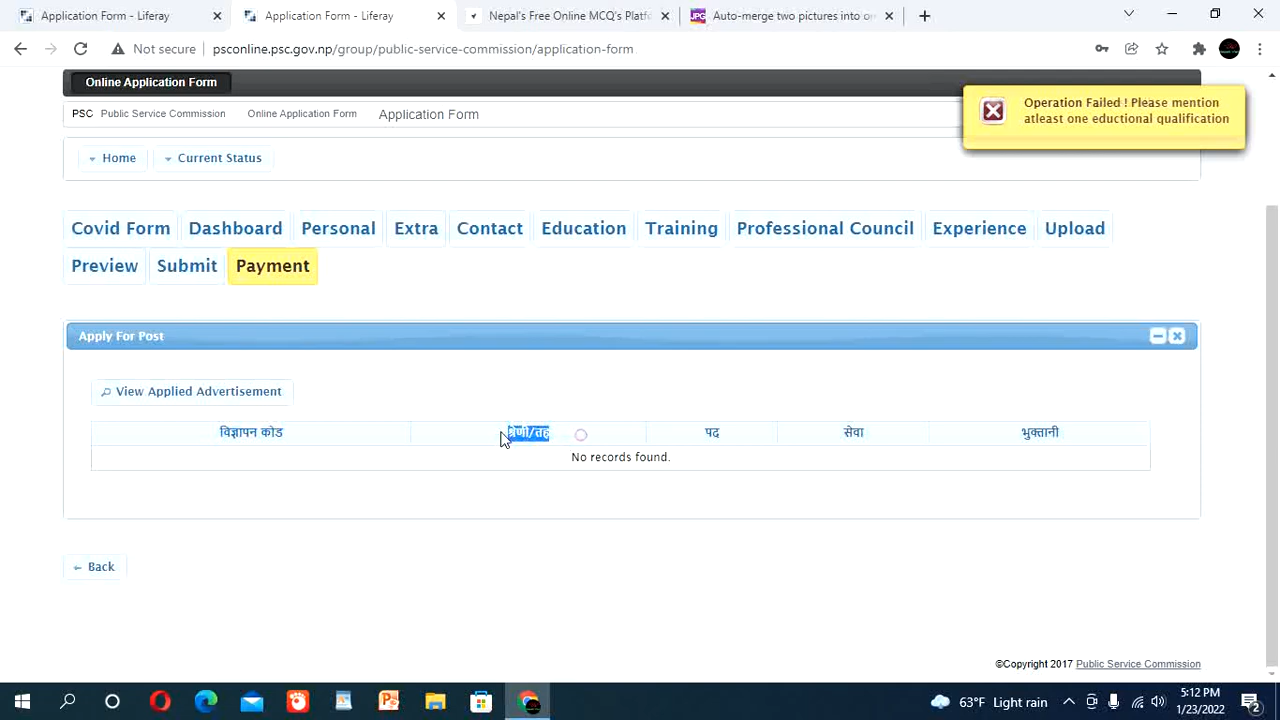 Application Form - Liferay
Application Form - Liferay
Nepal's Free Online MCQ's Platf
JPG Auto-merge two pictures into on
Not secure psconline.psc.gov.np/group/public-service-commission/application-form
Online Application Form
PSC Public Service Commission Online Application Form Application Form
Operation Failed ! Please mention
atleast one eductional qualification
Home Current Status
Covid Form Dashboard Personal Extra Contact Education Training Professional Council Experience Upload
Preview Submit Payment
Apply For Post
View Applied Advertisement
विज्ञापन कोड श्रेणी/तह पद सेवा भुक्तानी
No records found.
← Back
©Copyright 2017 Public Service Commission
63°F Light rain
5:12 PM
1/23/2022
2